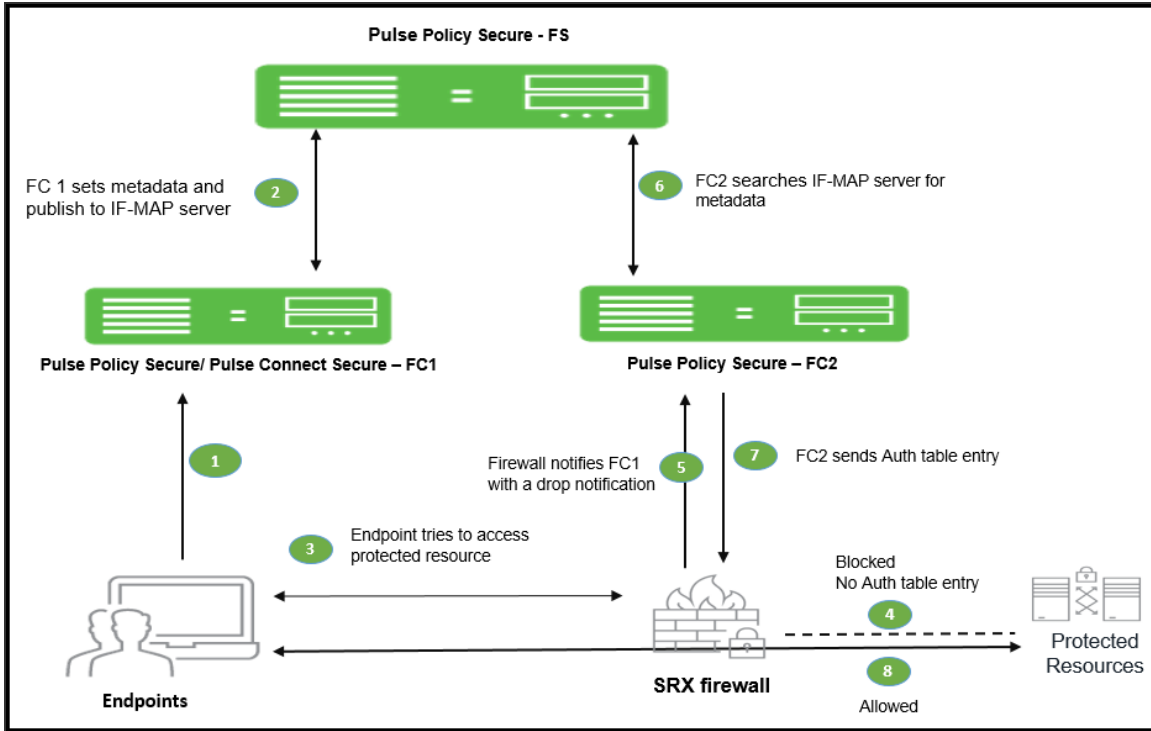 Pulse Policy Secure - FS
FC 1 sets metadata and
publish to IF-MAP server
2
6
FC2 searches IF-MAP server for
metadata
Pulse Policy Secure/ Pulse Connect Secure – FC1
Pulse Policy Secure – FC2
1
Firewall notifies FC1
with a drop notification
5
7
FC2 sends Auth table entry
3
Endpoint tries to access
protected resource
Blocked
No Auth table entry
4
Protected
Resources
Endpoints
SRX firewall
8
Allowed